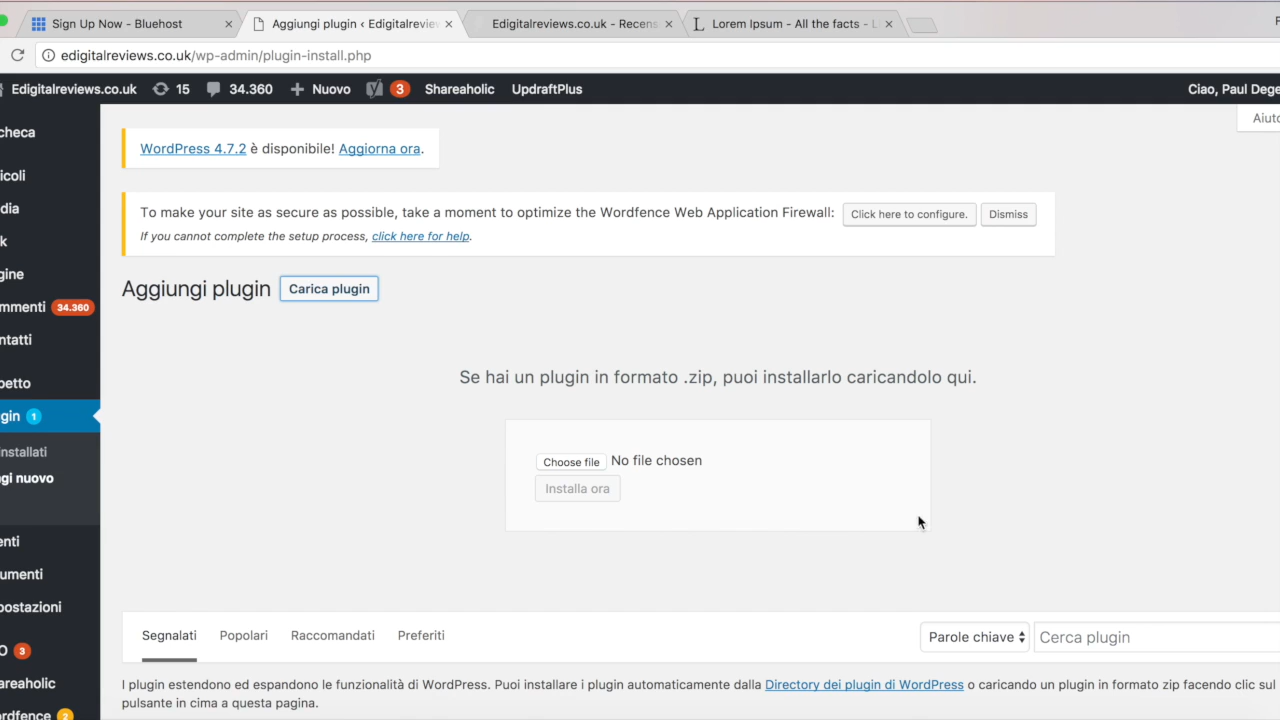 Sign Up Now - Bluehost
Aggiungi plugin ‹ Edigitalreview
Edigitalreviews.co.uk - Recens
Lorem Ipsum - All the facts - L
edigitalreviews.co.uk/wp-admin/plugin-install.php
Edigitalreviews.co.uk 15 34.360 + Nuovo 3 Shareaholic UpdraftPlus Ciao, Paul Dege
checa
Aiuto
WordPress 4.7.2 è disponibile! Aggiorna ora.
icoli
dia
k
gine
mmenti 34.360
ntatti
petto
gin 1
installati
gi nuovo
enti
umenti
postazioni
O 3
areaholic
rdfence 2
To make your site as secure as possible, take a moment to optimize the Wordfence Web Application Firewall: Click here to configure. Dismiss
If you cannot complete the setup process, click here for help.
Aggiungi plugin Carica plugin
Se hai un plugin in formato .zip, puoi installarlo caricandolo qui.
Choose file No file chosen
Installa ora
Segnalati Popolari Raccomandati Preferiti Parole chiave Cerca plugin
I plugin estendono ed espandono le funzionalità di WordPress. Puoi installare i plugin automaticamente dalla Directory dei plugin di WordPress o caricando un plugin in formato zip facendo clic sul
pulsante in cima a questa pagina.